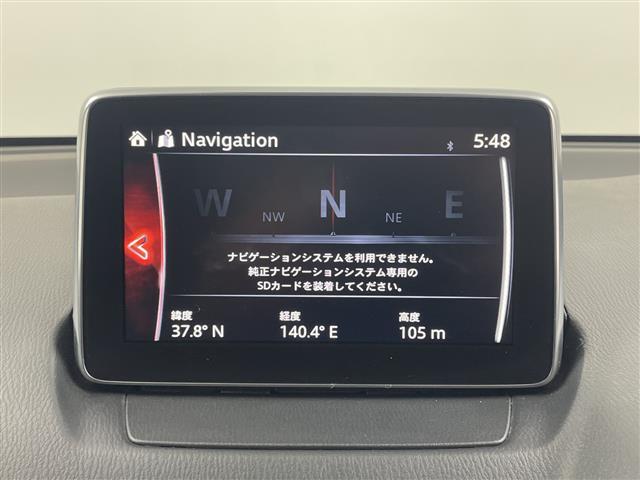 Navigation 5:48
W NW N NE E
ナビゲーションシステムを利用できません。
純正ナビゲーションシステム専用の
SDカードを装着してください。
緯度 経度 高度
37.8° N 140.4° E 105 m